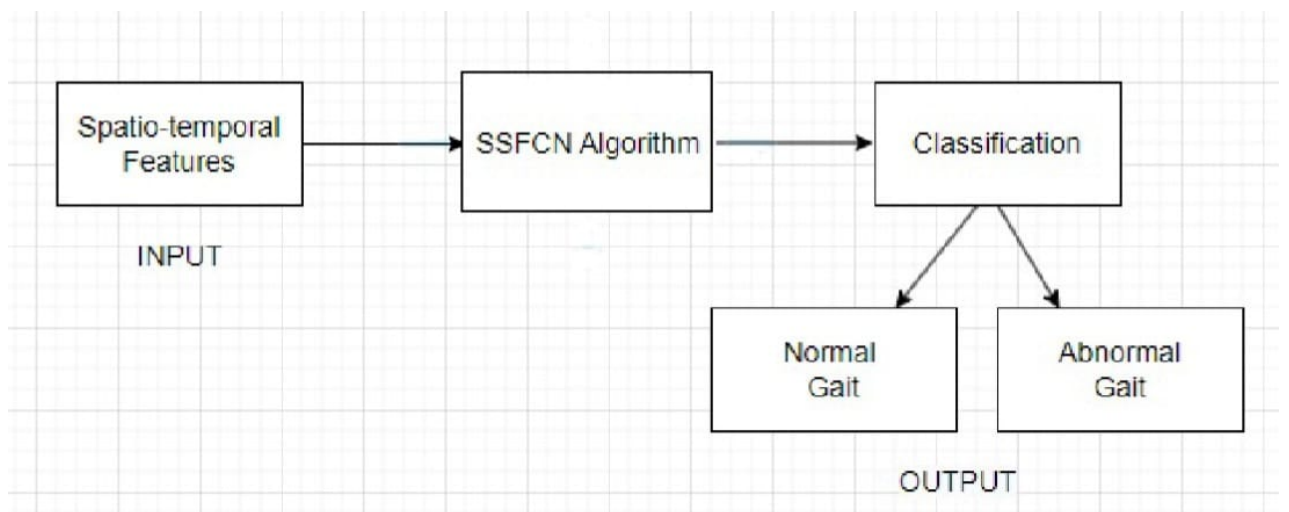 Spatio-temporal
Features
SSFCN Algorithm
Classification
INPUT
Normal
Gait
Abnormal
Gait
OUTPUT